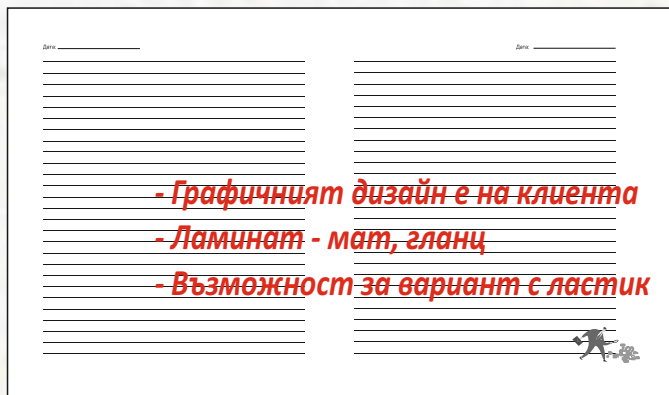 Дата:
Дата:
- Графичният дизайн е на клиента
- Ламинат - мат, гланц
- Възможност за вариант с ластик